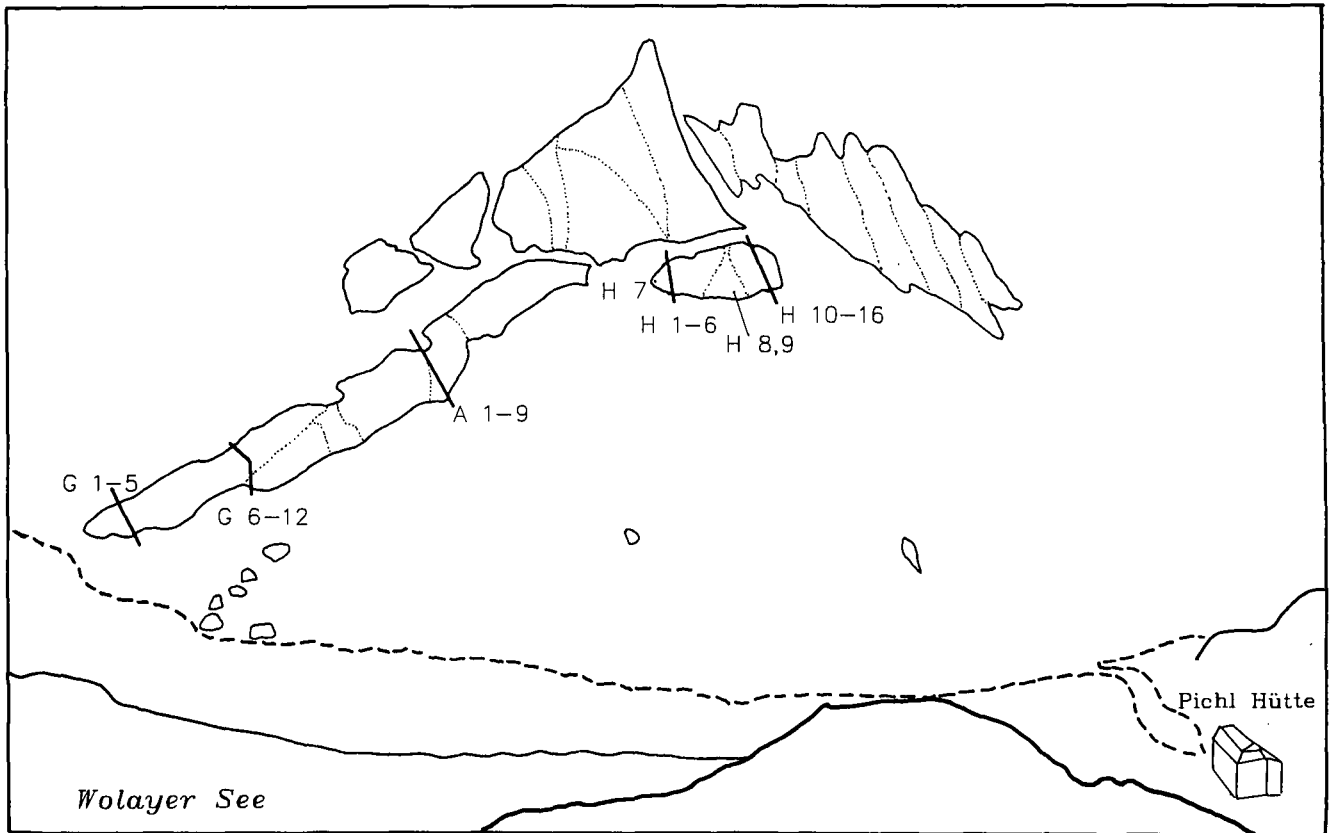 H 7
H 1-6
H 10-16
H 8,9
A 1-9
G 1-5
G 6-12
Pichl Hütte
Wolayer See